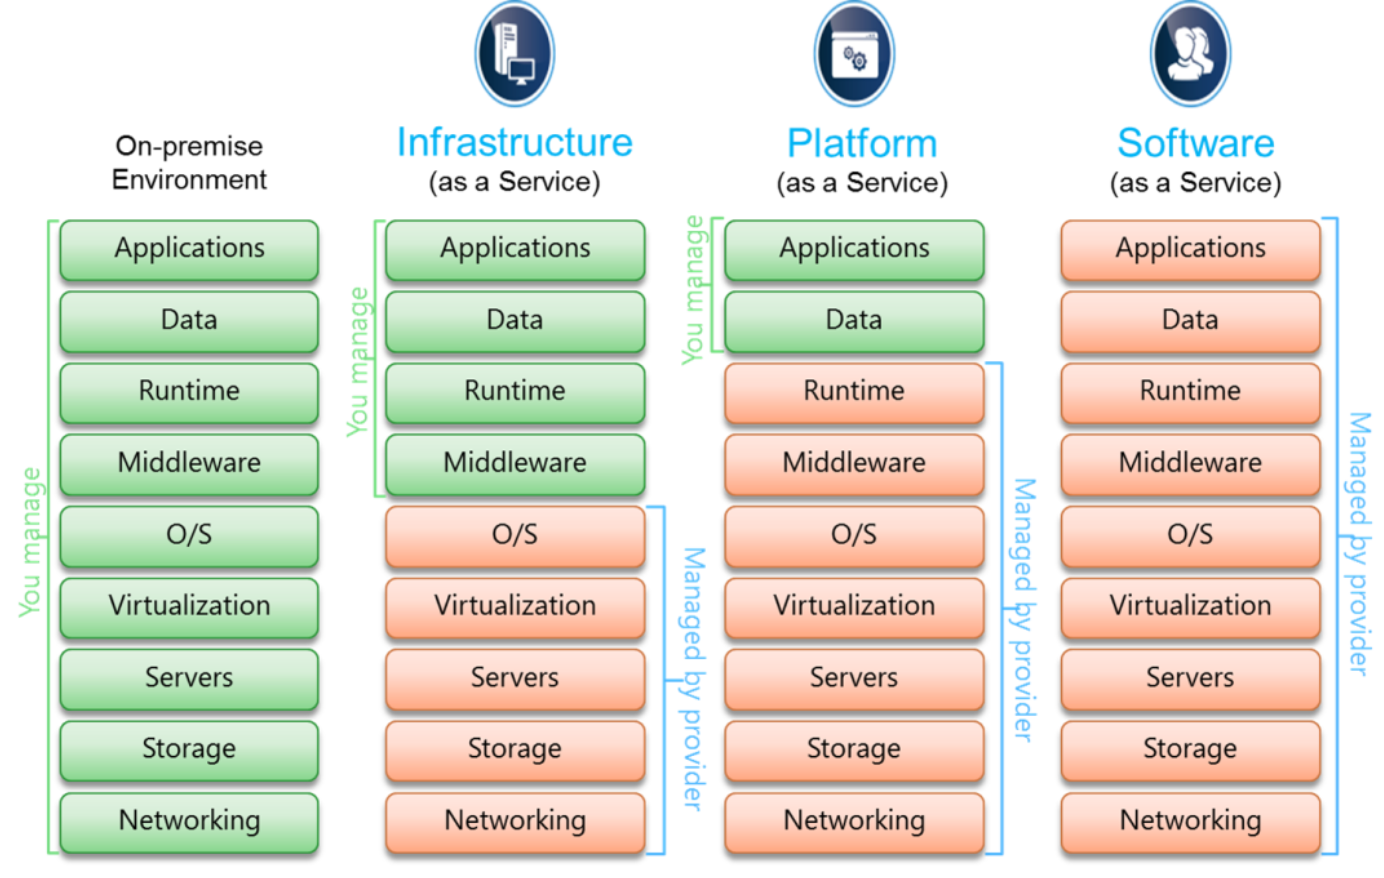 On-premise
Environment
You manage
Applications
Data
Runtime
Middleware
O/S
Virtualization
Servers
Storage
Networking
Infrastructure
(as a Service)
You manage
Applications
Data
Runtime
Middleware
O/S
Virtualization
Servers
Storage
Networking
Managed by provider
Platform
(as a Service)
You manage
Applications
Data
Runtime
Middleware
O/S
Virtualization
Servers
Storage
Networking
Managed by provider
Software
(as a Service)
Applications
Data
Runtime
Middleware
O/S
Virtualization
Servers
Storage
Networking
Managed by provider